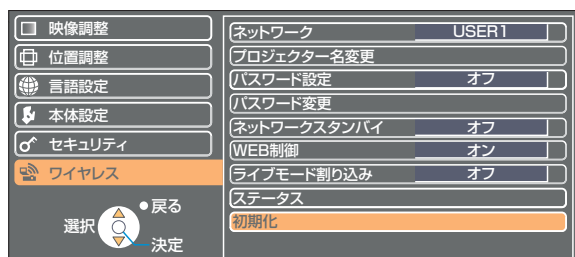 映像調整
位置調整
言語設定
本体設定
セキュリティ
ワイヤレス
戻る
選択
決定
ネットワーク USER1
プロジェクター名変更
パスワード設定 オフ
パスワード変更
ネットワークスタンバイ オフ
WEB制御 オン
ライブモード割り込み オフ
ステータス
初期化